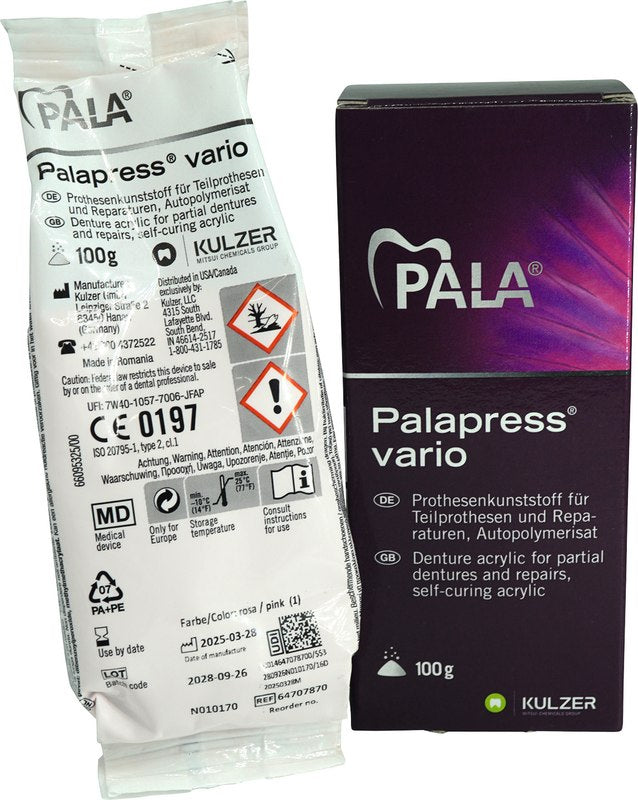 PALA®
Palapress® vario
DE Prothesenkunststoff für Teilprothesen
und Reparaturen, Autopolymerisat
GB Denture acrylic for partial dentures
and repairs, self-curing acrylic
100g
KULZER
MITSUI CHEMICALS GROUP
Manufacturer
Kulzer GmbH
Leipziger Straße 2
63450 Hanau
(Germany)
4372522
Made in Romania
Distributed in USA/Canada
exclusively by:
Kulzer, LLC
4315 South
Lafayette Blvd.
South Bend,
IN 46614-2517
1-800-431-1785
Caution: Federal law restricts this device to sale
by or on the order of a dental professional.
UFI: 7W40-1057-7006-JFAP
CE 0197
ISO 20795-1, type 2, cl.1
66095325/00
Achtung, Warning, Attention, Atención, Attenzione,
Waarschuwing, Προσοχή, Uwaga, Upozorenje, Atenție,
MD
Medical
device
Only for
Europe
min.
-10°C
(14°F)
max.
25°C
(77°F)
Storage
temperature
Consult
instructions
for use
07
PA+PE
Use by date
LOT
Batch code
Farbe/Color: rosa / pink (1)
2025-03-28
Date of manufacture
2028-09-26
N010170
UDI
280926N010170/16D
20250328M
REF 64707870
Reorder no.
PALA®
Palapress®
vario
DE Prothesenkunststoff für
Teilprothesen und Repa-
raturen, Autopolymerisat
GB Denture acrylic for partial
dentures and repairs,
self-curing acrylic
100g
KULZER
MITSUI CHEMICALS GROUP